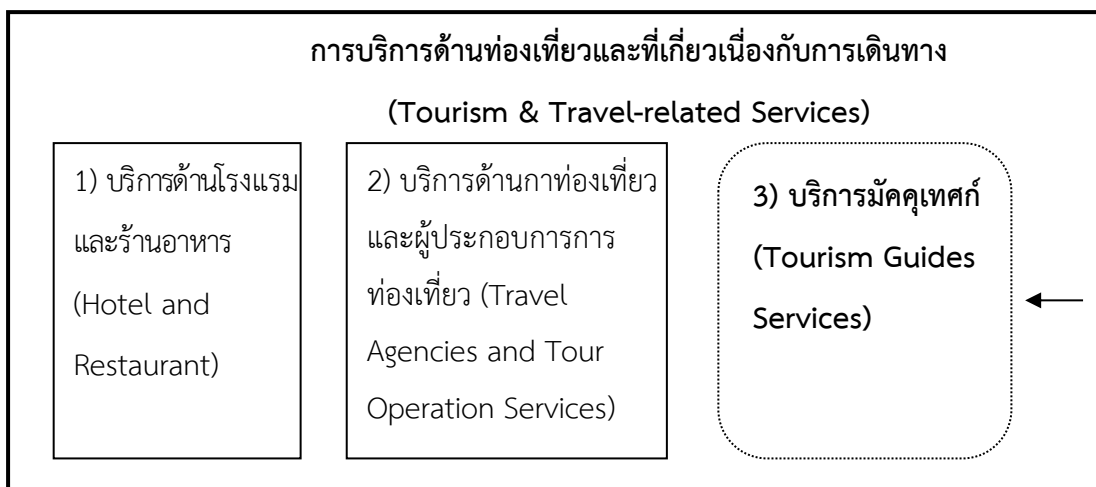 การบริการด้านท่องเที่ยวและที่เกี่ยวเนื่องกับการเดินทาง
(Tourism & Travel-related Services)
1) บริการด้านโรงแรม
และร้านอาหาร
(Hotel and
Restaurant)
2) บริการด้านกาท่องเที่ยว
และผู้ประกอบการการ
ท่องเที่ยว (Travel
Agencies and Tour
Operation Services)
3) บริการมัคคุเทศก์
(Tourism Guides
Services)